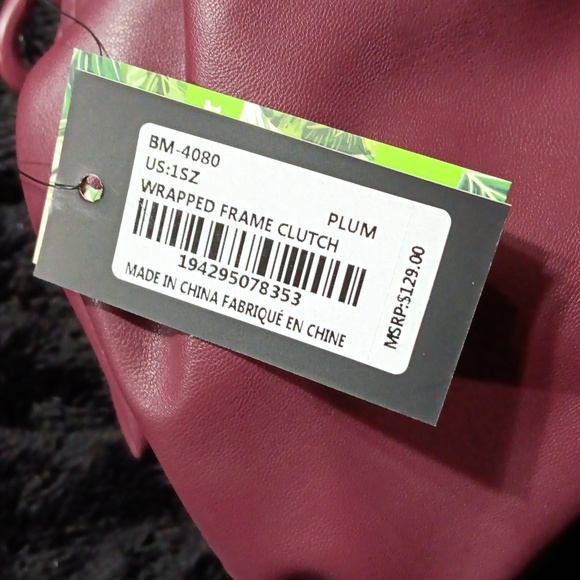 BM-4080
US:1SZ
PLUM
WRAPPED FRAME CLUTCH
194295078353
MADE IN CHINA FABRIQUÉ EN CHINE
MSRP:$129.00